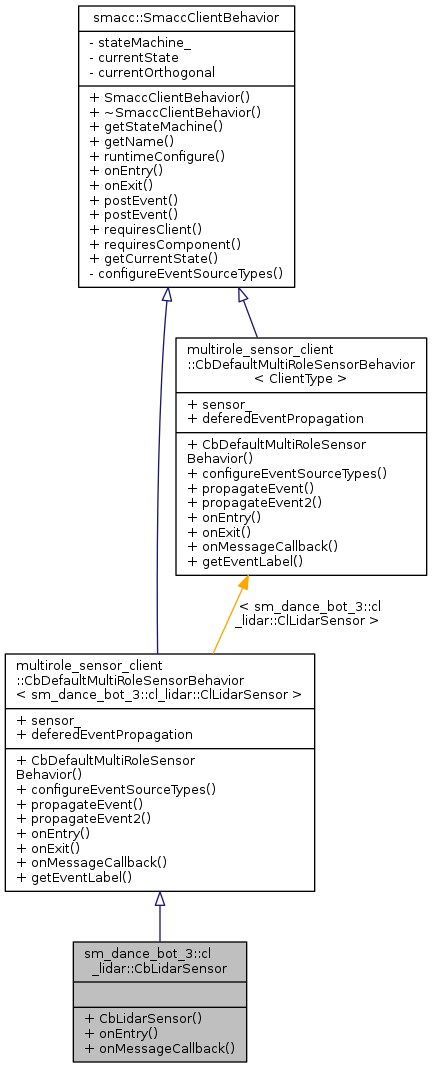 smacc::SmaccClientBehavior
- stateMachine_
- currentState
- currentOrthogonal
+ SmaccClientBehavior()
+ ~SmaccClientBehavior()
+ getStateMachine()
+ getName()
+ runtimeConfigure()
+ onEntry()
+ onExit()
+ postEvent()
+ postEvent()
+ requiresClient()
+ requiresComponent()
+ getCurrentState()
- configureEventSourceTypes()
multirole_sensor_client
::CbDefaultMultiRoleSensorBehavior
< ClientType >
+ sensor_
+ deferedEventPropagation
+ CbDefaultMultiRoleSensor
Behavior()
+ configureEventSourceTypes()
+ propagateEvent()
+ propagateEvent2()
+ onEntry()
+ onExit()
+ onMessageCallback()
+ getEventLabel()
< sm_dance_bot_3::cl
_lidar::ClLidarSensor >
multirole_sensor_client
::CbDefaultMultiRoleSensorBehavior
< sm_dance_bot_3::cl_lidar::ClLidarSensor >
+ sensor_
+ deferedEventPropagation
+ CbDefaultMultiRoleSensor
Behavior()
+ configureEventSourceTypes()
+ propagateEvent()
+ propagateEvent2()
+ onEntry()
+ onExit()
+ onMessageCallback()
+ getEventLabel()
sm_dance_bot_3::cl
_lidar::CbLidarSensor
+ CbLidarSensor()
+ onEntry()
+ onMessageCallback()